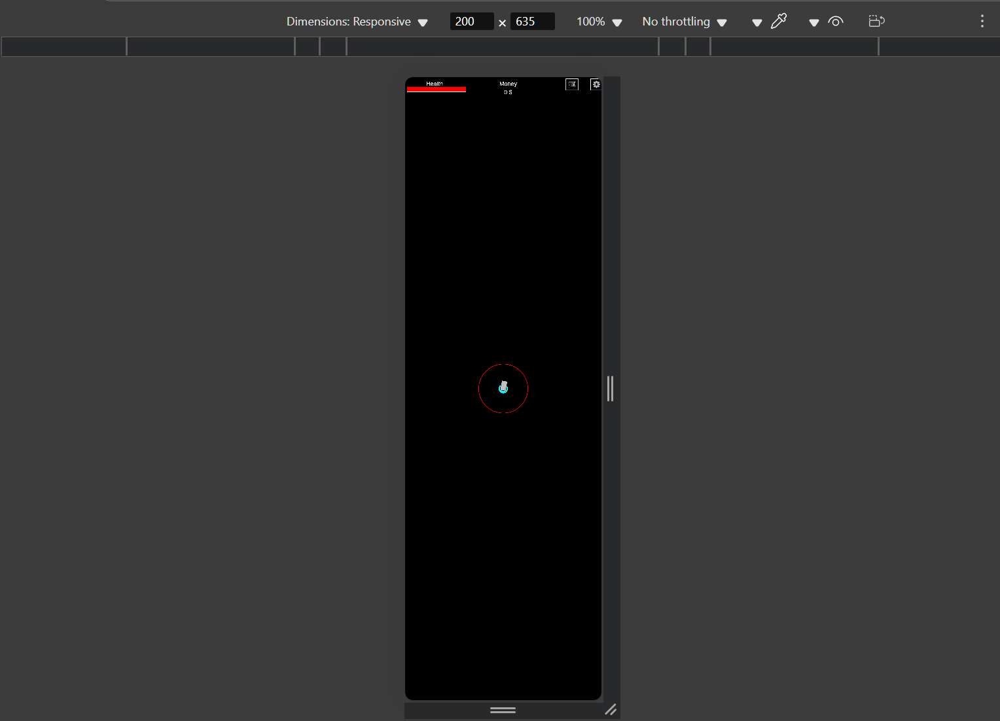 Dimensions: Responsive 200 × 635 100% No throttling
Health Money
0 $